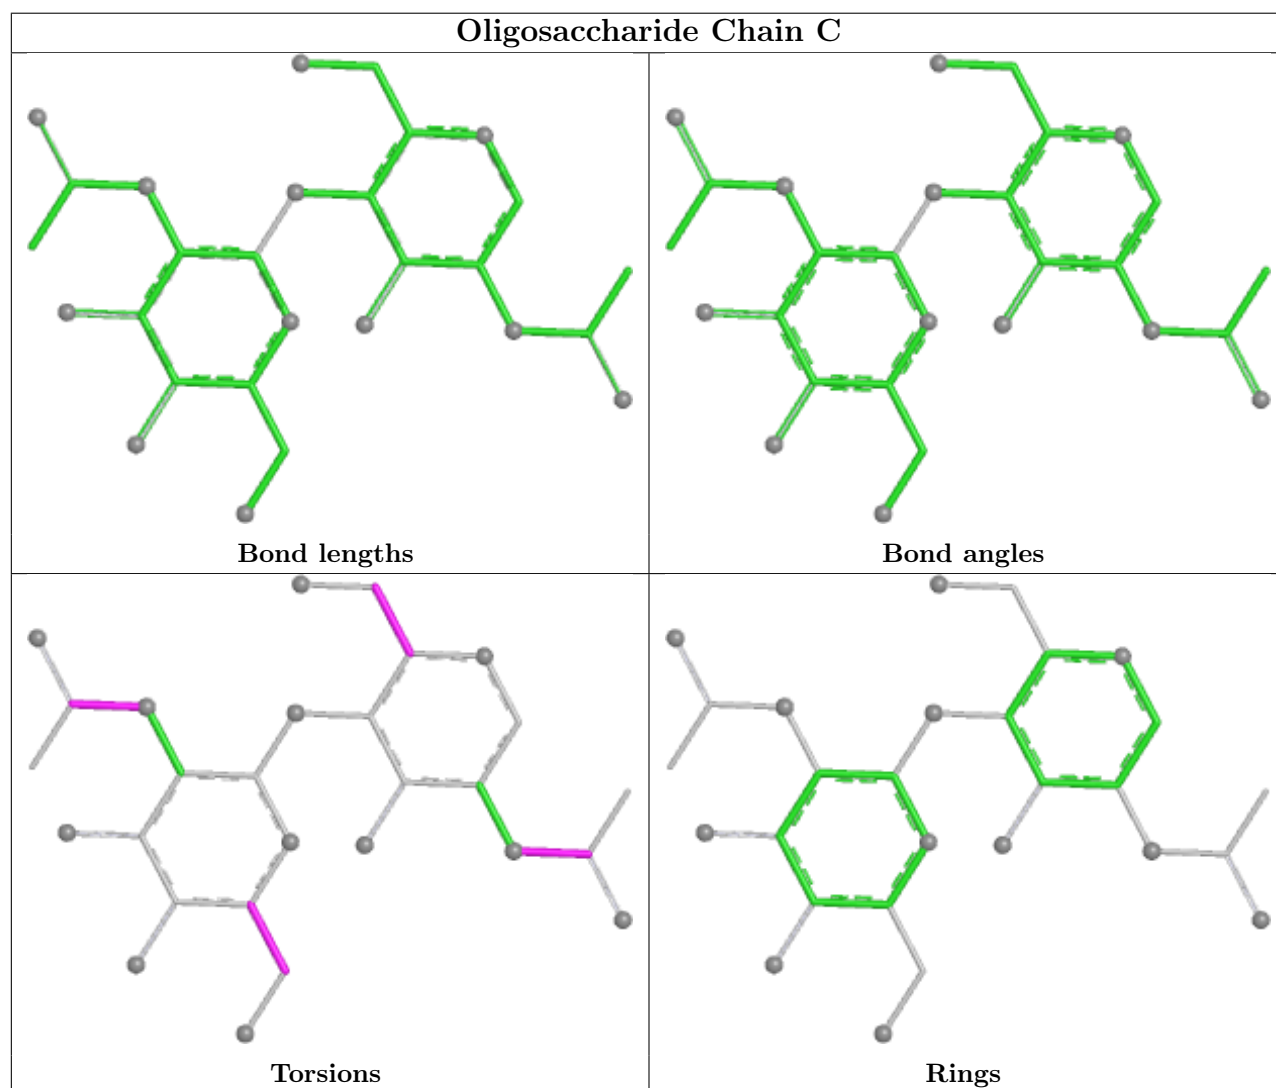 Oligosaccharide Chain C
Bond lengths
Bond angles
Torsions
Rings